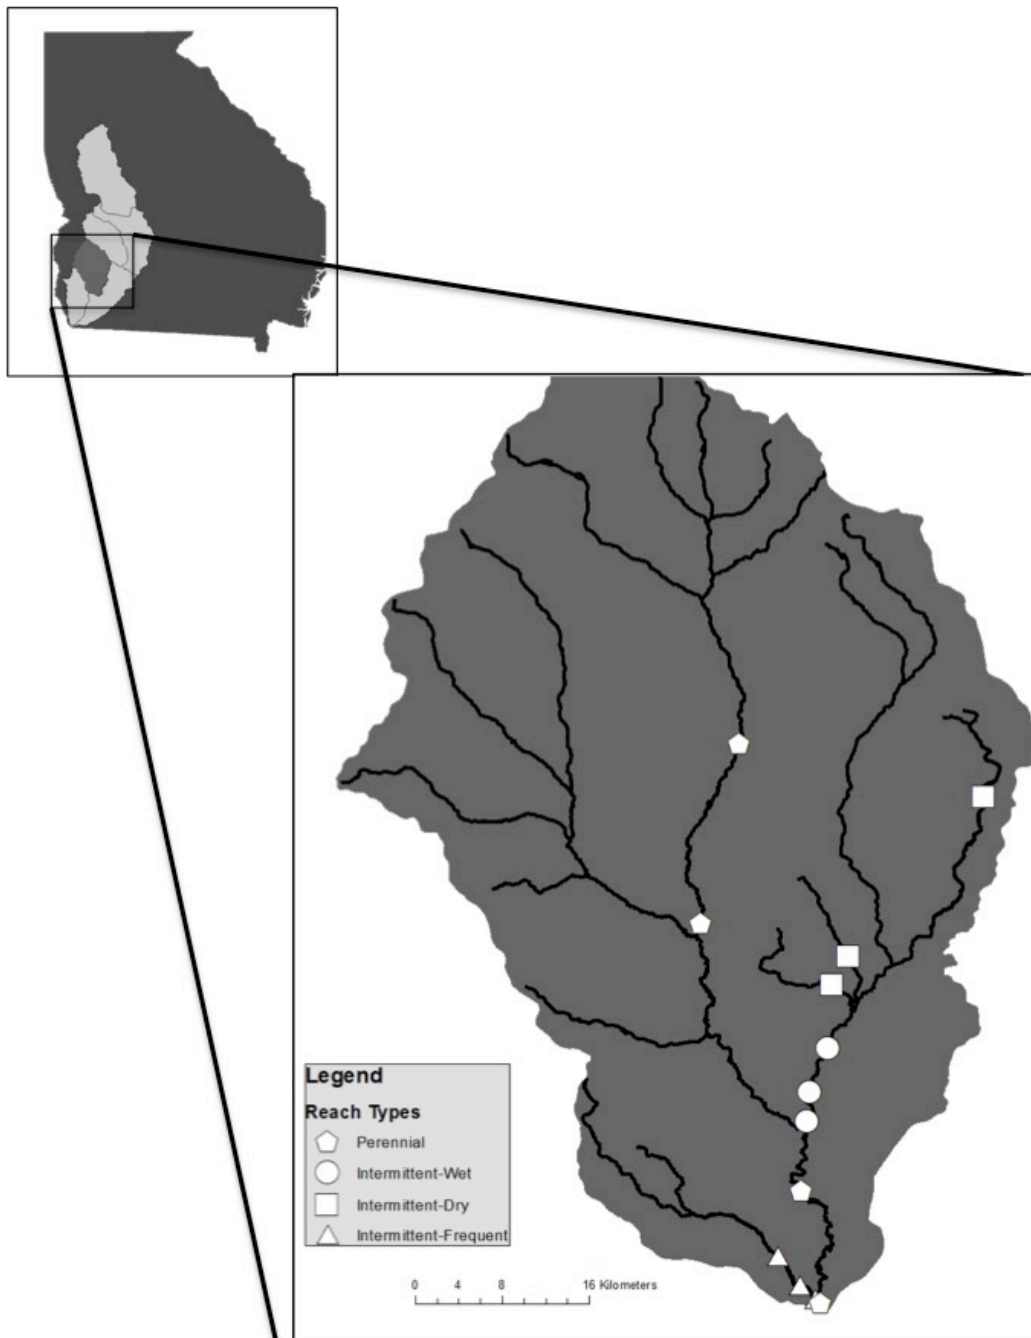 Legend
Reach Types
Perennial
Intermittent-Wet
Intermittent-Dry
Intermittent-Frequent
0 4 8 16 Kilometers